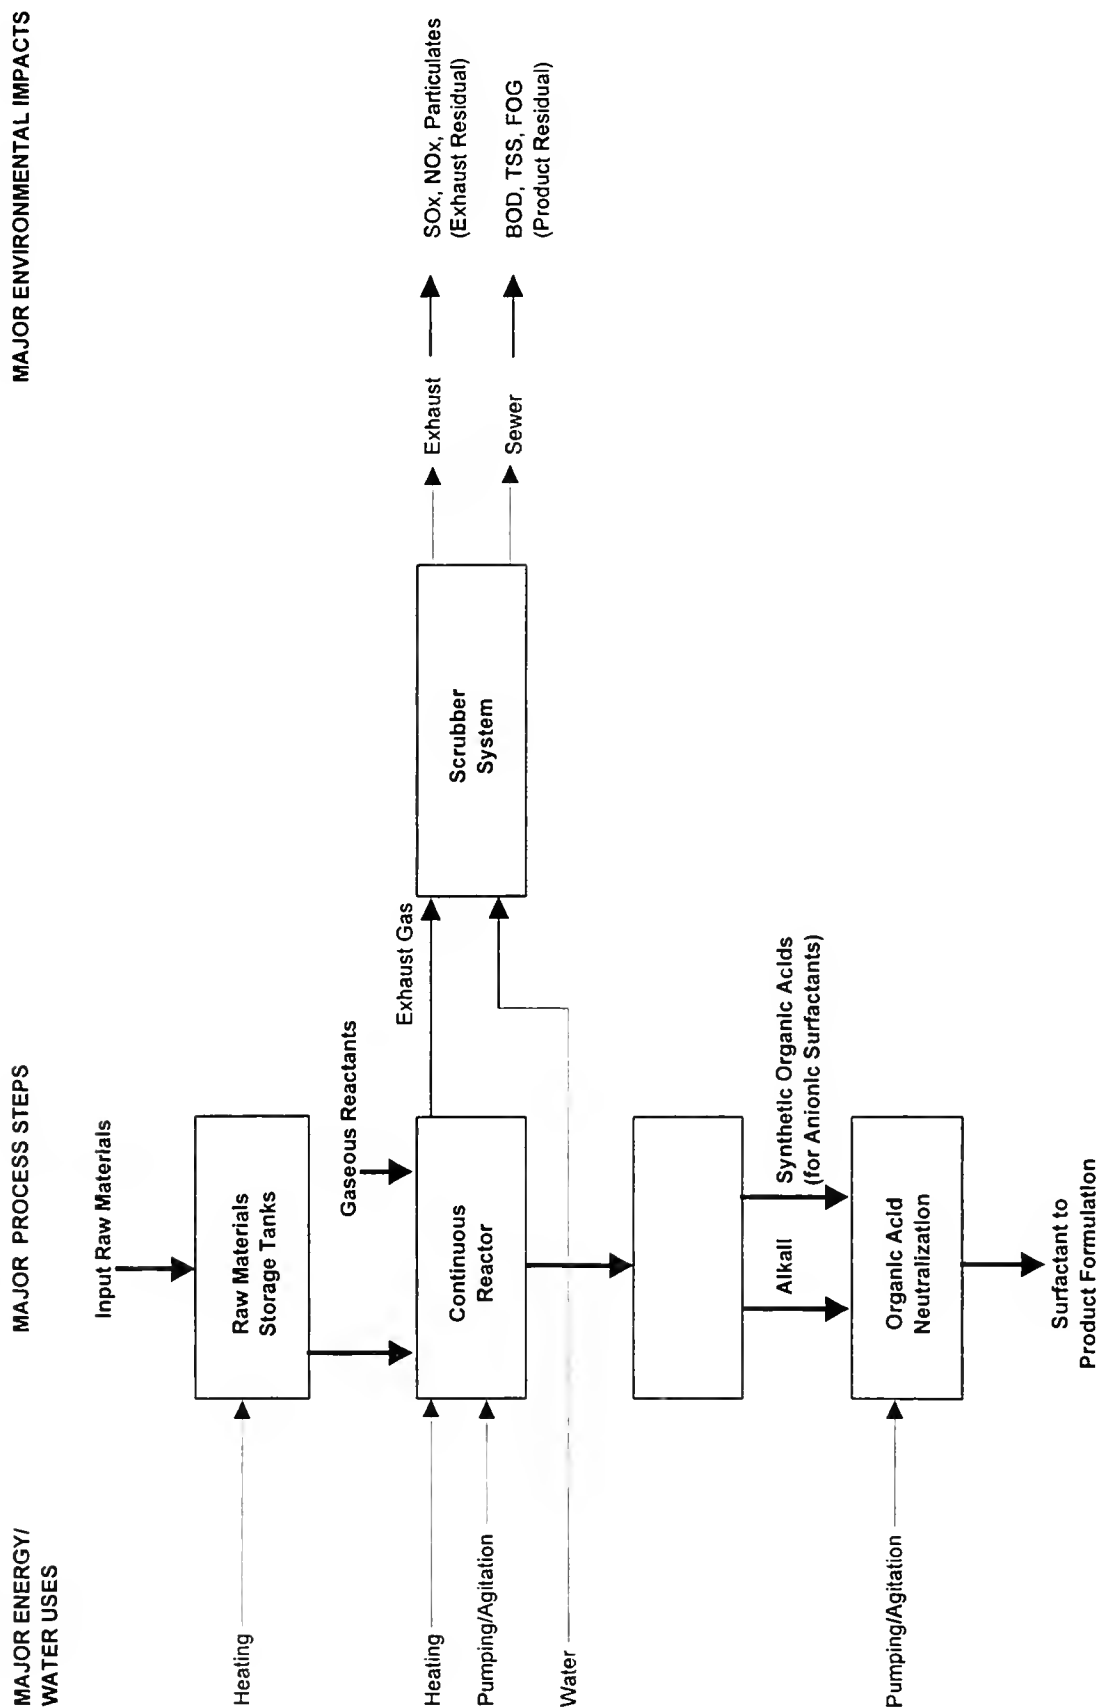 MAJOR ENERGY/
WATER USES
MAJOR PROCESS STEPS
MAJOR ENVIRONMENTAL IMPACTS
Input Raw Materials
Heating
Raw Materials
Storage Tanks
Gaseous Reactants
Heating
Pumping/Agitation
Continuous
Reactor
Exhaust Gas
Scrubber
System
Exhaust
SOx, NOx, Particulates
(Exhaust Residual)
Sewer
BOD, TSS, FOG
(Product Residual)
Water
Alkali
Synthetic Organic Acids
(for Anionic Surfactants)
Pumping/Agitation
Organic Acid
Neutralization
Surfactant to
Product Formulation